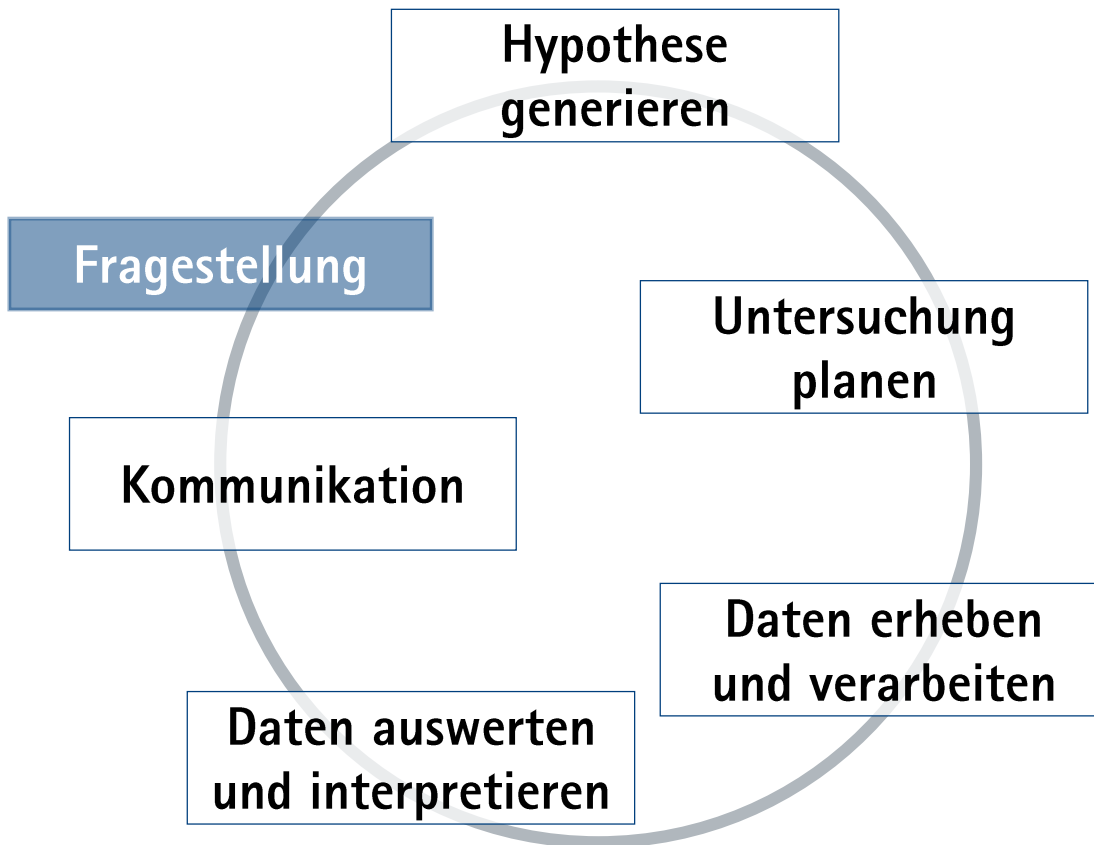 Hypothese
generieren
Fragestellung
Untersuchung
planen
Kommunikation
Daten erheben
und verarbeiten
Daten auswerten
und interpretieren